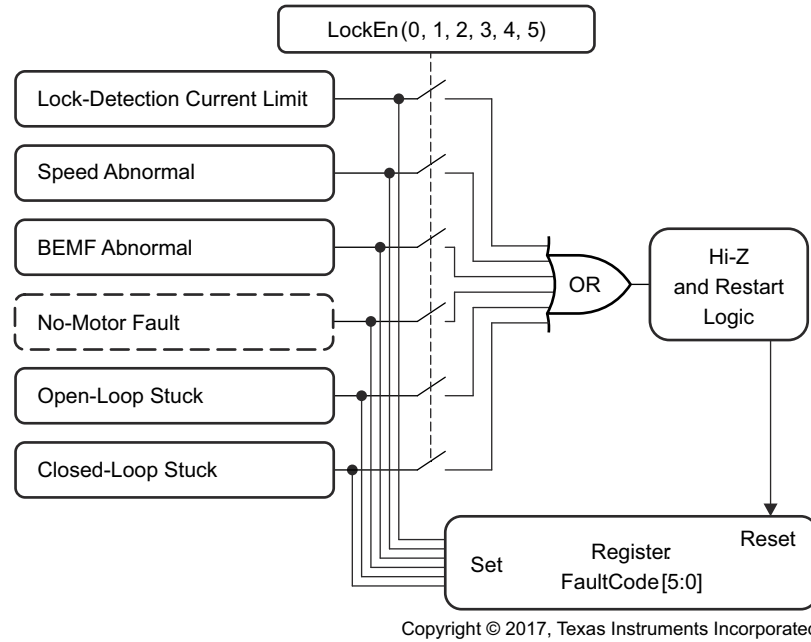 LockEn(0, 1, 2, 3, 4, 5)
Lock-Detection Current Limit
Speed Abnormal
BEMF Abnormal
No-Motor Fault
Open-Loop Stuck
Closed-Loop Stuck
OR
Hi-Z
and Restart
Logic
Reset
Set
Register:
FaultCode[5:0]
Copyright © 2017, Texas Instruments Incorporated